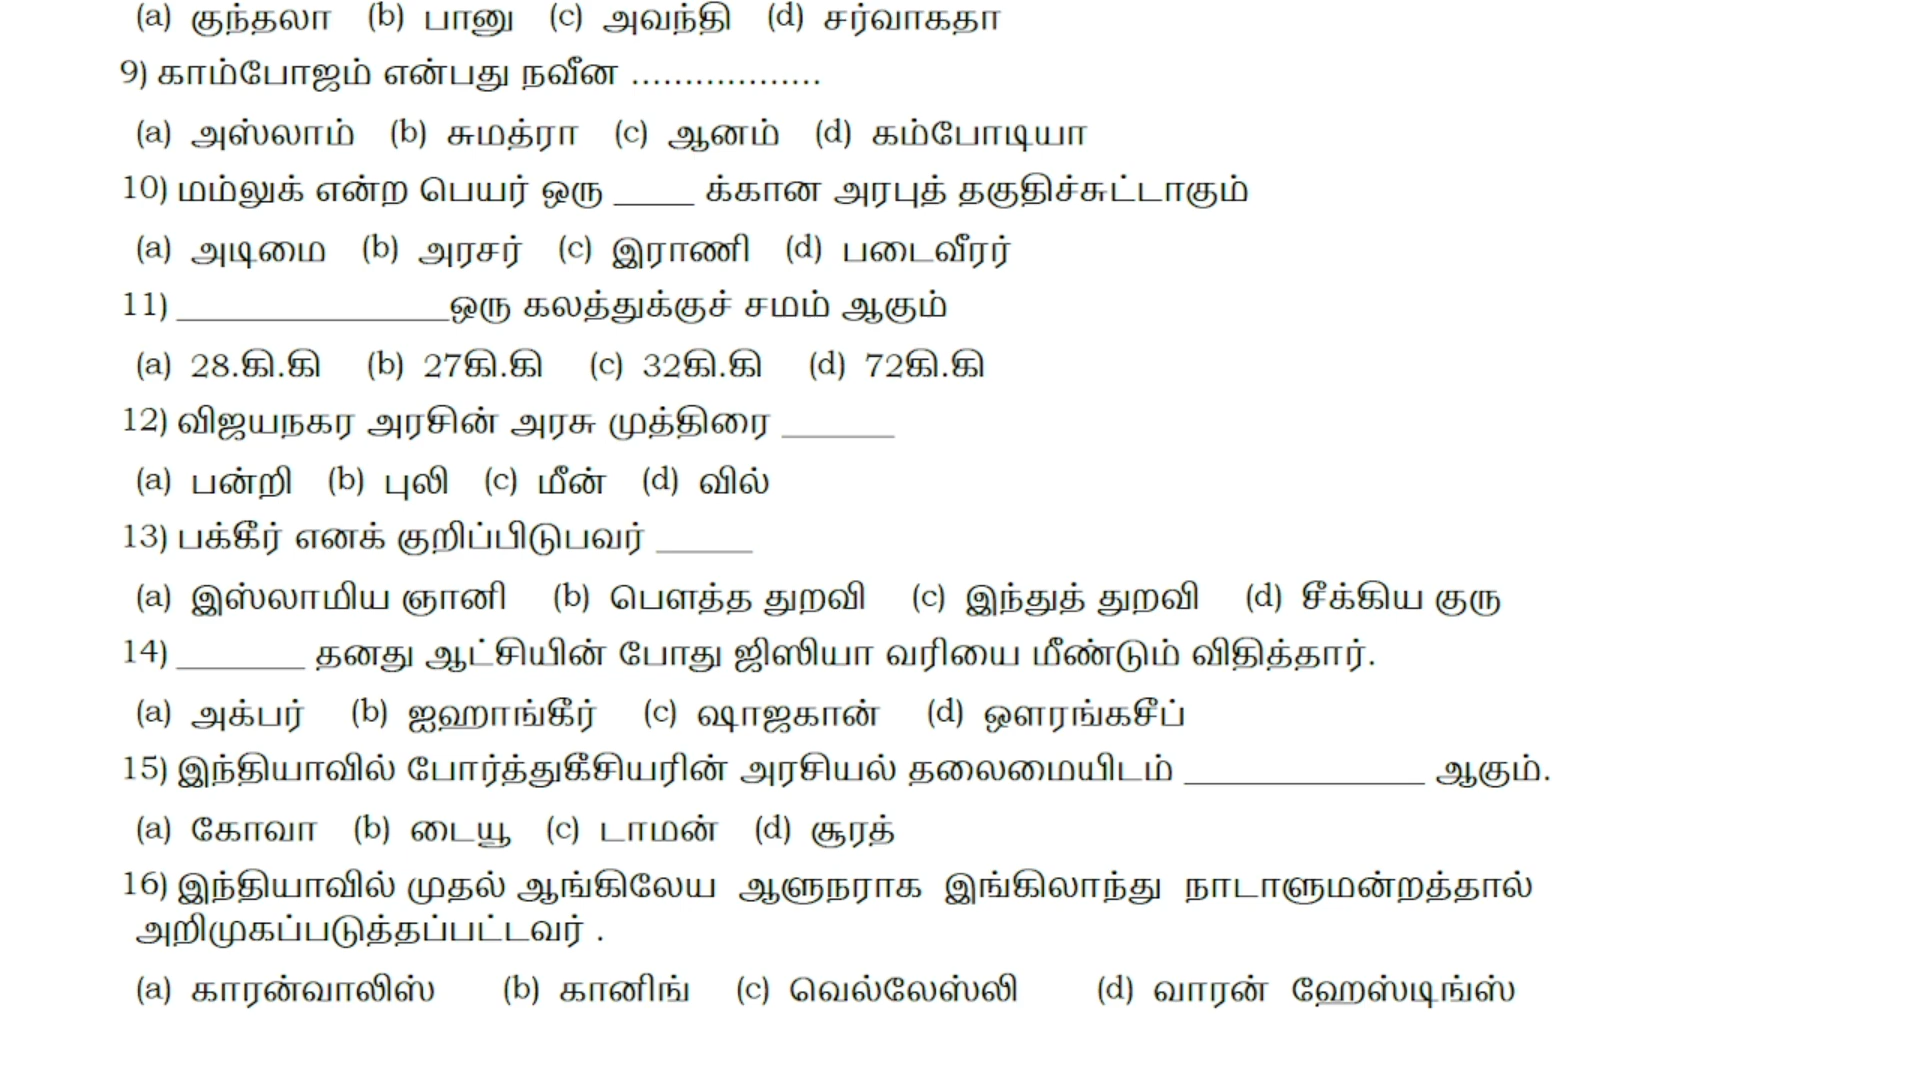 (a) குந்தலா (b) பானு (c) அவந்தி (d) சர்வாகதா
9) காம்போஜம் என்பது நவீன ..................
(a) அஸ்லாம் (b) சுமத்ரா (c) ஆனம் (d) கம்போடியா
10) மம்லுக் என்ற பெயர் ஒரு _____ க்கான அரபுத் தகுதிச்சுட்டாகும்
(a) அடிமை (b) அரசர் (c) இராணி (d) படைவீரர்
11) _________________ஒரு கலத்துக்குச் சமம் ஆகும்
(a) 28.கி.கி (b) 27கி.கி (c) 32கி.கி (d) 72கி.கி
12) விஜயநகர அரசின் அரசு முத்திரை _______
(a) பன்றி (b) புலி (c) மீன் (d) வில்
13) பக்கீர் எனக் குறிப்பிடுபவர் ______
(a) இஸ்லாமிய ஞானி (b) பௌத்த துறவி (c) இந்துத் துறவி (d) சீக்கிய குரு
14) ________ தனது ஆட்சியின் போது ஜிஸியா வரியை மீண்டும் விதித்தார்.
(a) அக்பர் (b) ஐஹாங்கீர் (c) ஷாஜகான் (d) ஔரங்கசீப்
15) இந்தியாவில் போர்த்துகீசியரின் அரசியல் தலைமையிடம் _______________ ஆகும்.
(a) கோவா (b) டையூ (c) டாமன் (d) சூரத்
16) இந்தியாவில் முதல் ஆங்கிலேய ஆளுநராக இங்கிலாந்து நாடாளுமன்றத்தால்
அறிமுகப்படுத்தப்பட்டவர் .
(a) காரன்வாலிஸ் (b) கானிங் (c) வெல்லேஸ்லி (d) வாரன் ஹேஸ்டிங்ஸ்